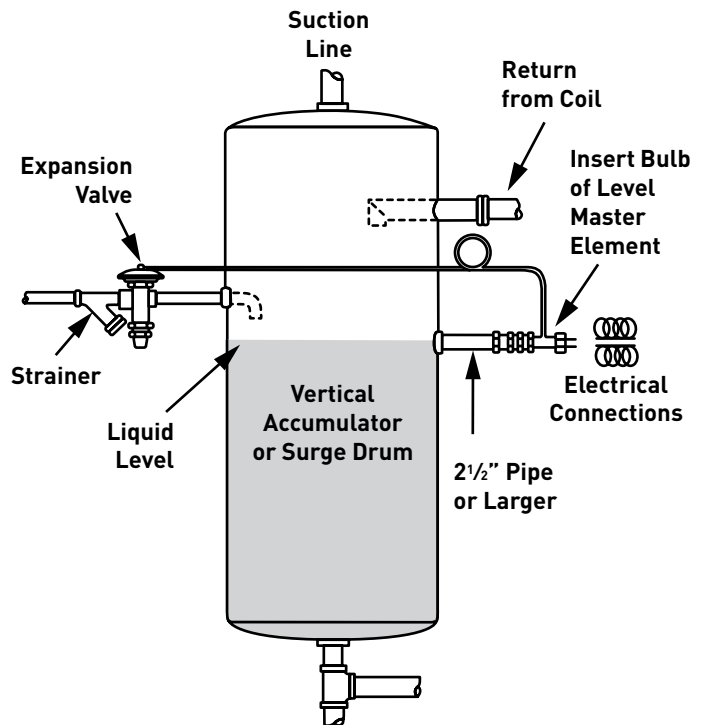 Suction
Line
Return
from Coil
Expansion
Valve
Insert Bulb
of Level
Master
Element
Strainer
Liquid
Level
Vertical
Accumulator
or Surge Drum
Electrical
Connections
2½” Pipe
or Larger